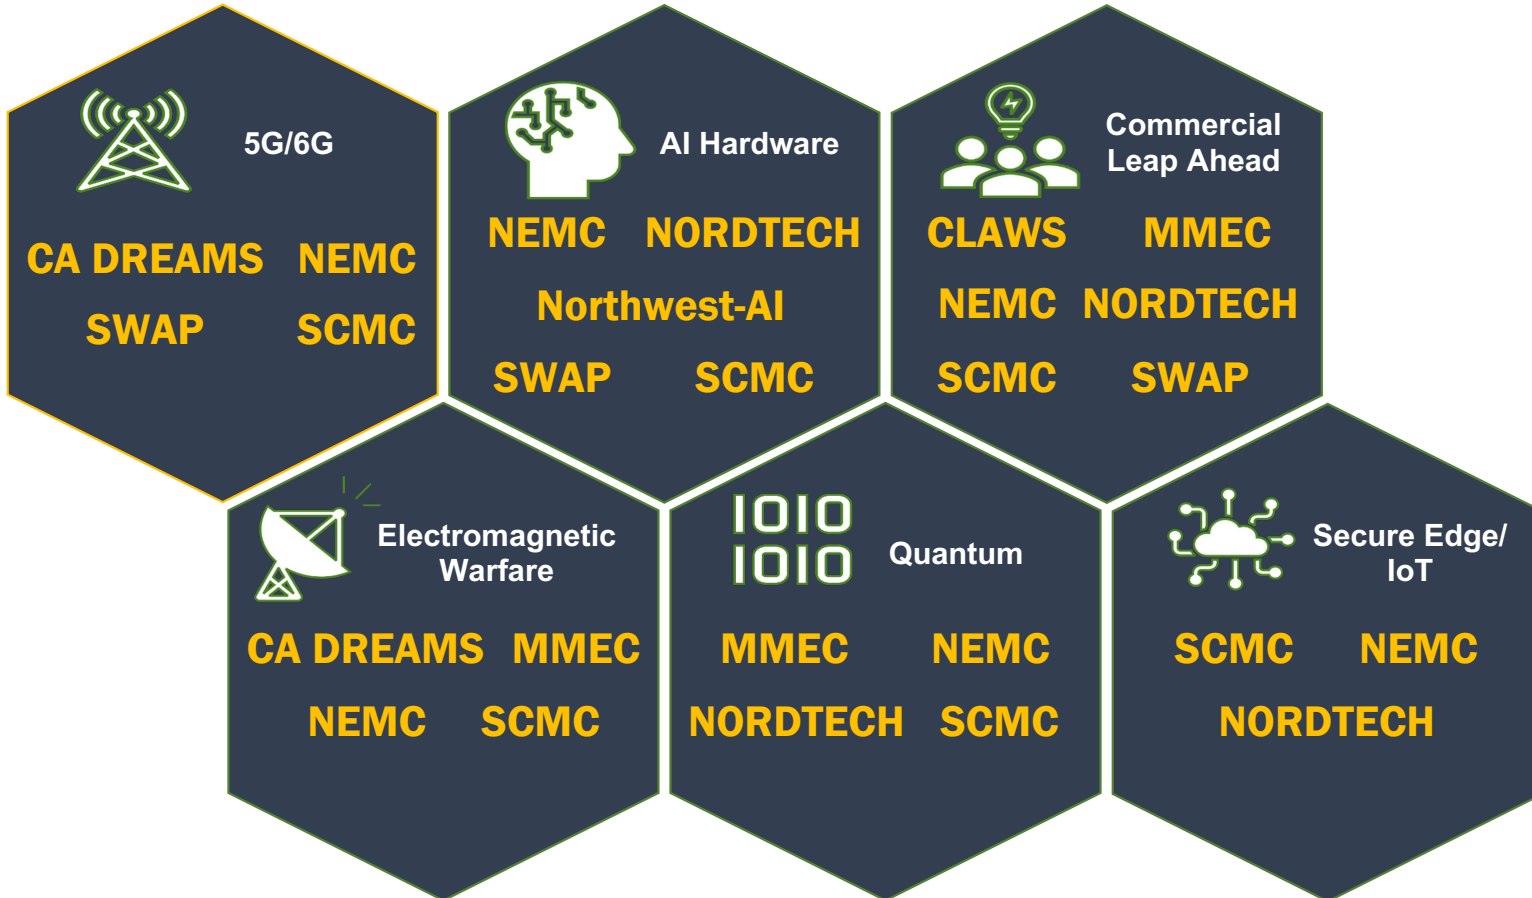 5G/6G
CA DREAMS NEMC
SWAP SCMC
AI Hardware
NEMC NORDTECH
Northwest-AI
SWAP SCMC
Commercial
Leap Ahead
CLAWS MMEC
NEMC NORDTECH
SCMC SWAP
Electromagnetic
Warfare
CA DREAMS MMEC
NEMC SCMC
1010
1010
Quantum
MMEC NEMC
NORDTECH SCMC
Secure Edge/
IoT
SCMC NEMC
NORDTECH